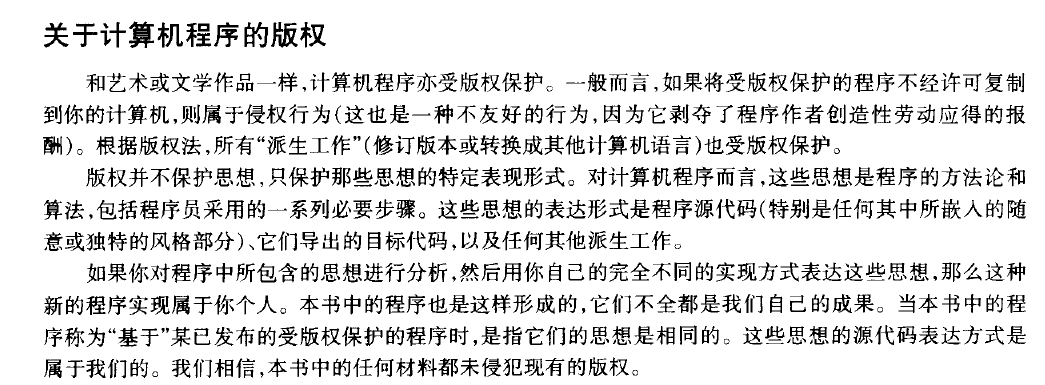 关于计算机程序的版权
和艺术或文学作品一样,计算机程序亦受版权保护。一般而言,如果将受版权保护的程序不经许可复制
到你的计算机,则属于侵权行为(这也是一种不友好的行为,因为它剥夺了程序作者创造性劳动应得的报
酬)。根据版权法,所有“派生工作”(修订版本或转换成其他计算机语言)也受版权保护。
版权并不保护思想,只保护那些思想的特定表现形式。对计算机程序而言,这些思想是程序的方法论和
算法,包括程序员采用的一系列必要步骤。这些思想的表达形式是程序源代码(特别是任何其中所嵌入的随
意或独特的风格部分)、它们导出的目标代码,以及任何其他派生工作。
如果你对程序中所包含的思想进行分析,然后用你自己的完全不同的实现方式表达这些思想,那么这种
新的程序实现属于你个人。本书中的程序也是这样形成的,它们不全都是我们自己的成果。当本书中的程
序称为“基于”某已发布的受版权保护的程序时,是指它们的思想是相同的。这些思想的源代码表达方式是
属于我们的。我们相信,本书中的任何材料都未侵犯现有的版权。